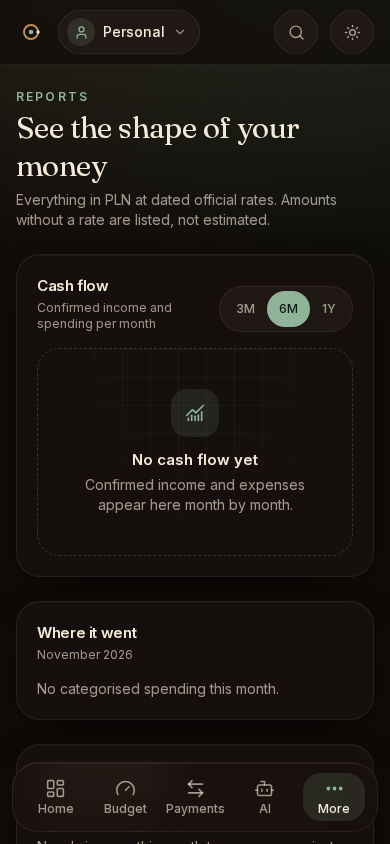 Personal
REPORTS
See the shape of your
money
Everything in PLN at dated official rates. Amounts
without a rate are listed, not estimated.
Cash flow
Confirmed income and
spending per month
3M 6M 1Y
No cash flow yet
Confirmed income and expenses
appear here month by month.
Where it went
November 2026
No categorised spending this month.
Home Budget Payments AI More